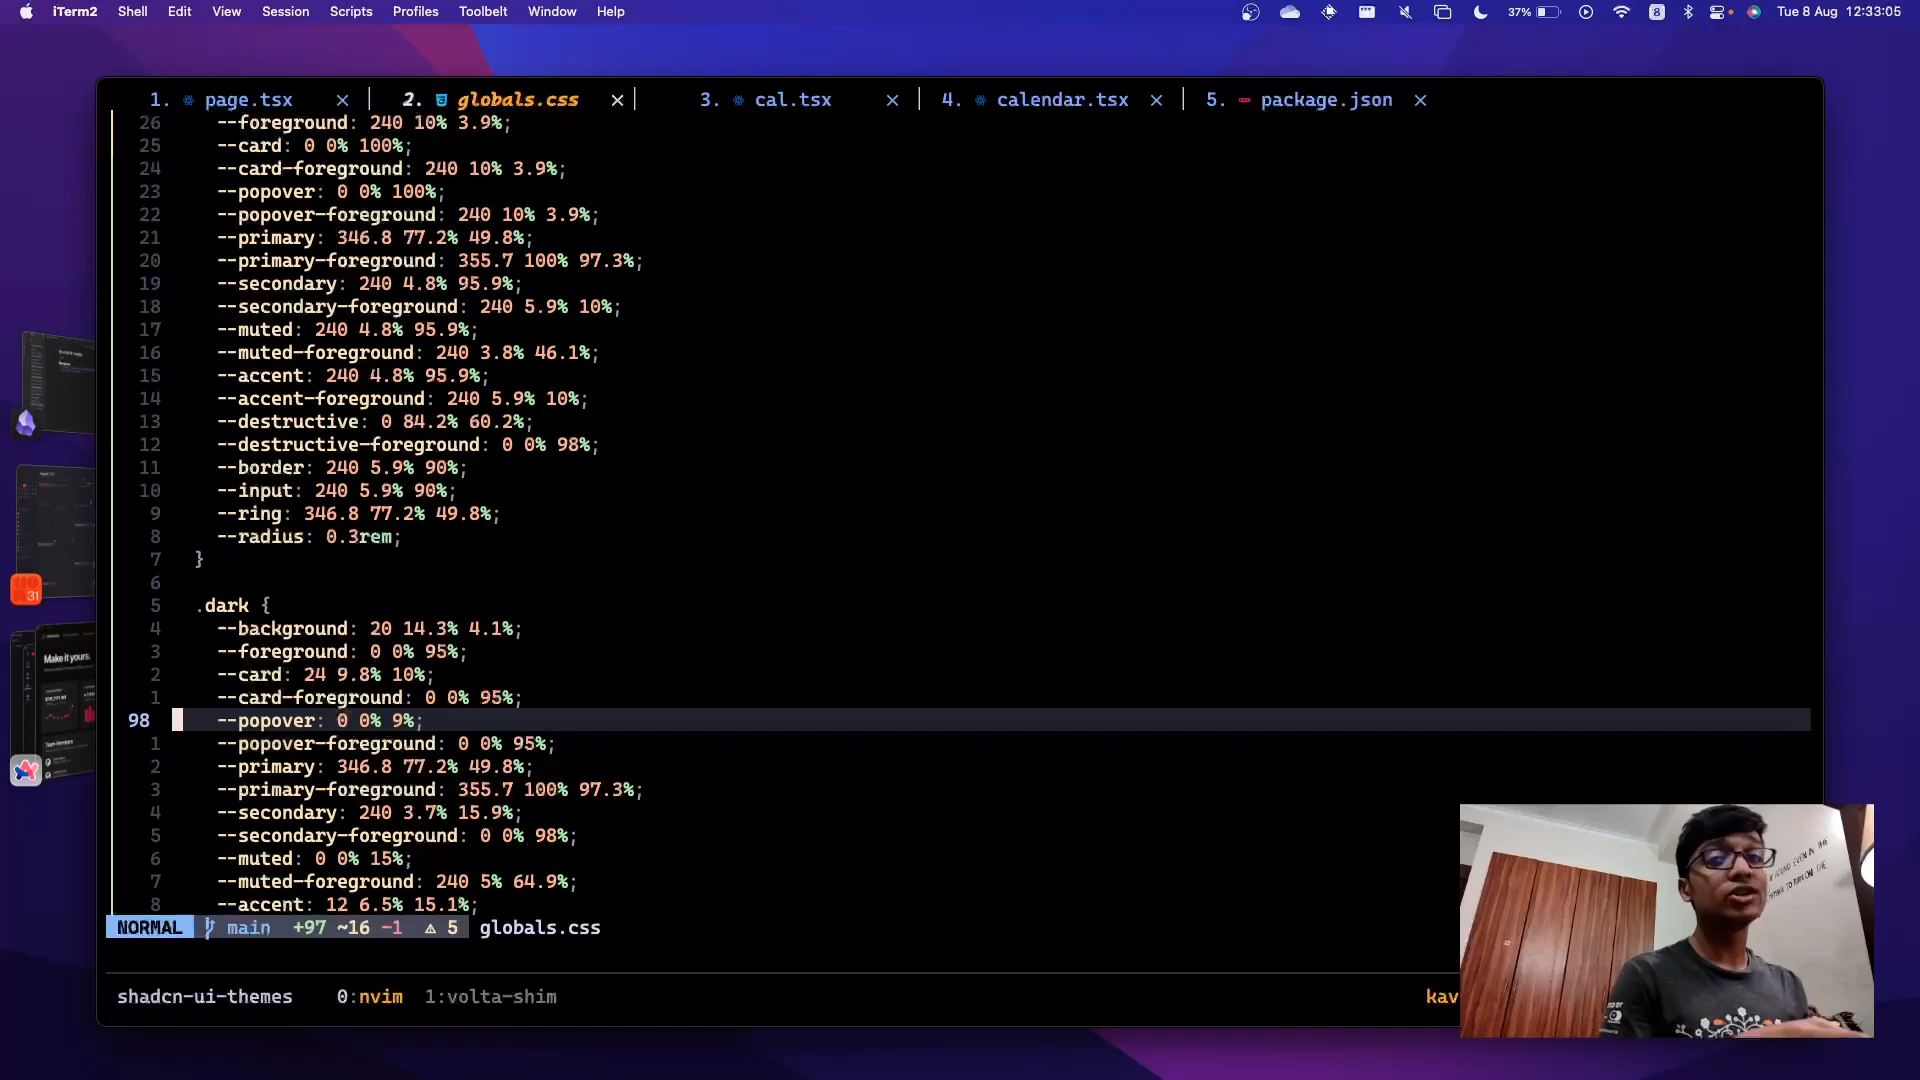 iTerm2 Shell Edit View Session Scripts Profiles Toolbelt Window Help 37% 8 Tue 8 Aug 12:33:05
1. page.tsx 2. globals.css 3. cal.tsx 4. calendar.tsx 5. package.json
26 --foreground: 240 10% 3.9%;
25 --card: 0 0% 100%;
24 --card-foreground: 240 10% 3.9%;
23 --popover: 0 0% 100%;
22 --popover-foreground: 240 10% 3.9%;
21 --primary: 346.8 77.2% 49.8%;
20 --primary-foreground: 355.7 100% 97.3%;
19 --secondary: 240 4.8% 95.9%;
18 --secondary-foreground: 240 5.9% 10%;
17 --muted: 240 4.8% 95.9%;
16 --muted-foreground: 240 3.8% 46.1%;
15 --accent: 240 4.8% 95.9%;
14 --accent-foreground: 240 5.9% 10%;
13 --destructive: 0 84.2% 60.2%;
12 --destructive-foreground: 0 0% 98%;
11 --border: 240 5.9% 90%;
10 --input: 240 5.9% 90%;
9 --ring: 346.8 77.2% 49.8%;
8 --radius: 0.3rem;
7 }
6
5 .dark {
4 --background: 20 14.3% 4.1%;
3 --foreground: 0 0% 95%;
2 --card: 24 9.8% 10%;
1 --card-foreground: 0 0% 95%;
98 --popover: 0 0% 9%;
1 --popover-foreground: 0 0% 95%;
2 --primary: 346.8 77.2% 49.8%;
3 --primary-foreground: 355.7 100% 97.3%;
4 --secondary: 240 3.7% 15.9%;
5 --secondary-foreground: 0 0% 98%;
6 --muted: 0 0% 15%;
7 --muted-foreground: 240 5% 64.9%;
8 --accent: 12 6.5% 15.1%;
NORMAL main +97 ~16 -1 ⚠ 5 globals.css
shadcn-ui-themes 0:nvim 1:volta-shim kav
31
Make it yours.